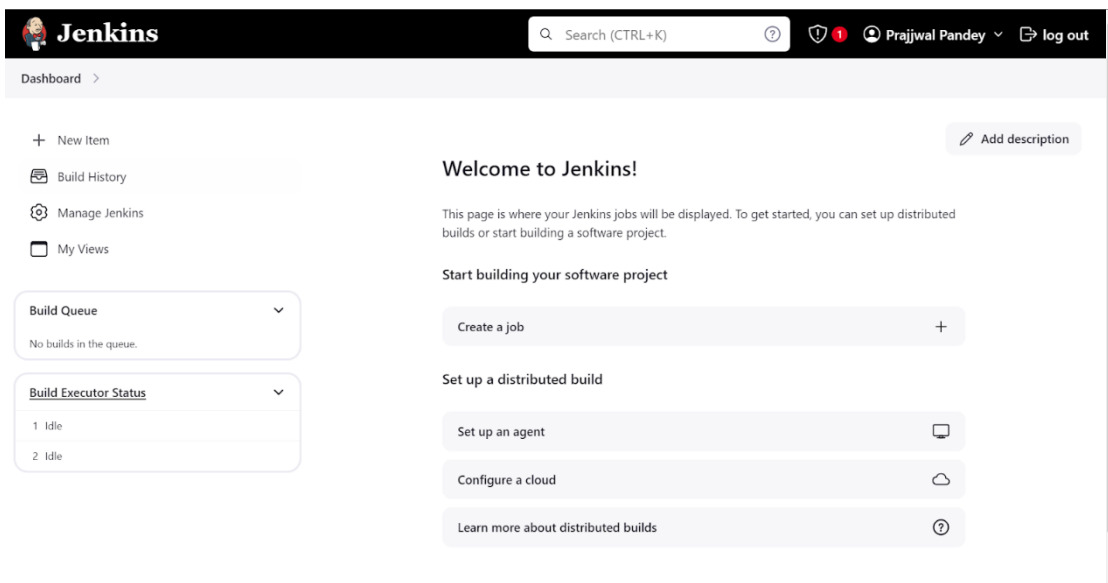 Jenkins
Search (CTRL+K)
1
Prajjwal Pandey
log out
Dashboard
New Item
Build History
Manage Jenkins
My Views
Build Queue
No builds in the queue.
Build Executor Status
1 Idle
2 Idle
Add description
Welcome to Jenkins!
This page is where your Jenkins jobs will be displayed. To get started, you can set up distributed
builds or start building a software project.
Start building your software project
Create a job
Set up a distributed build
Set up an agent
Configure a cloud
Learn more about distributed builds